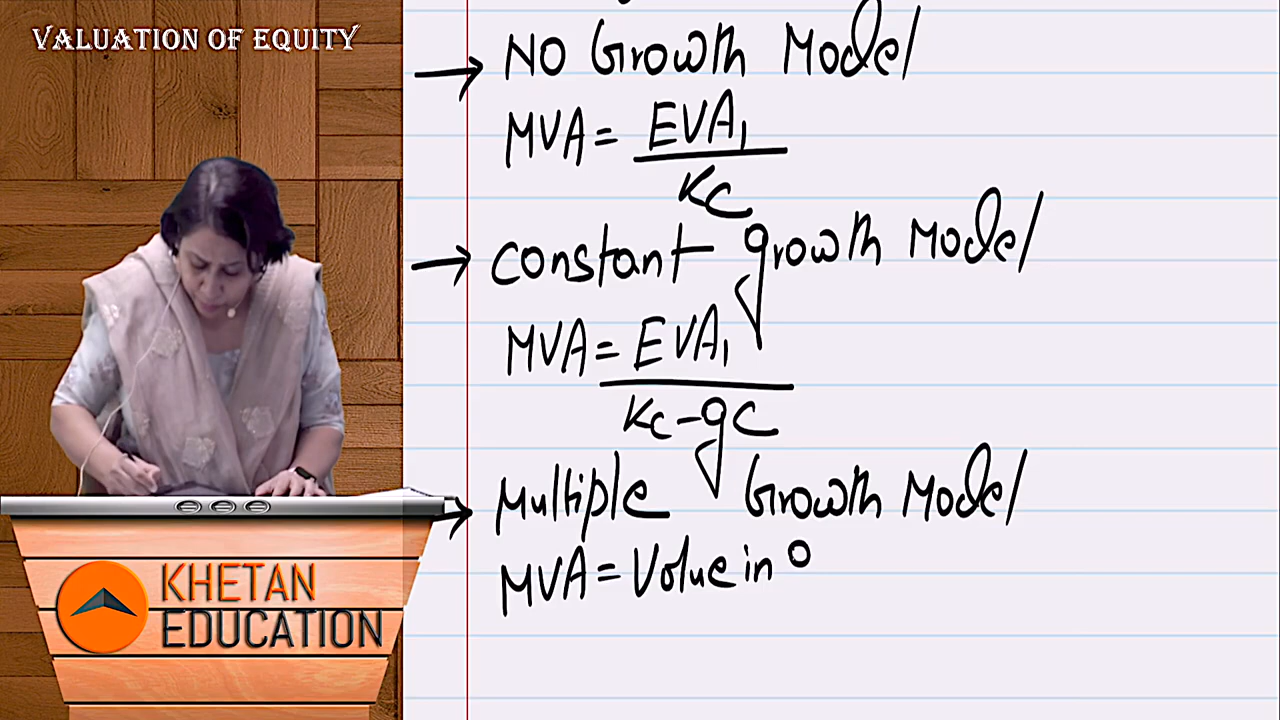 VALUATION OF EQUITY
→ NO Growth Model
MVA = EVA₁
Kc
→ constant growth Model
MVA = EVA₁
Kc - gc
→ Multiple Growth Model
MVA = Value in 0
KHETAN
EDUCATION